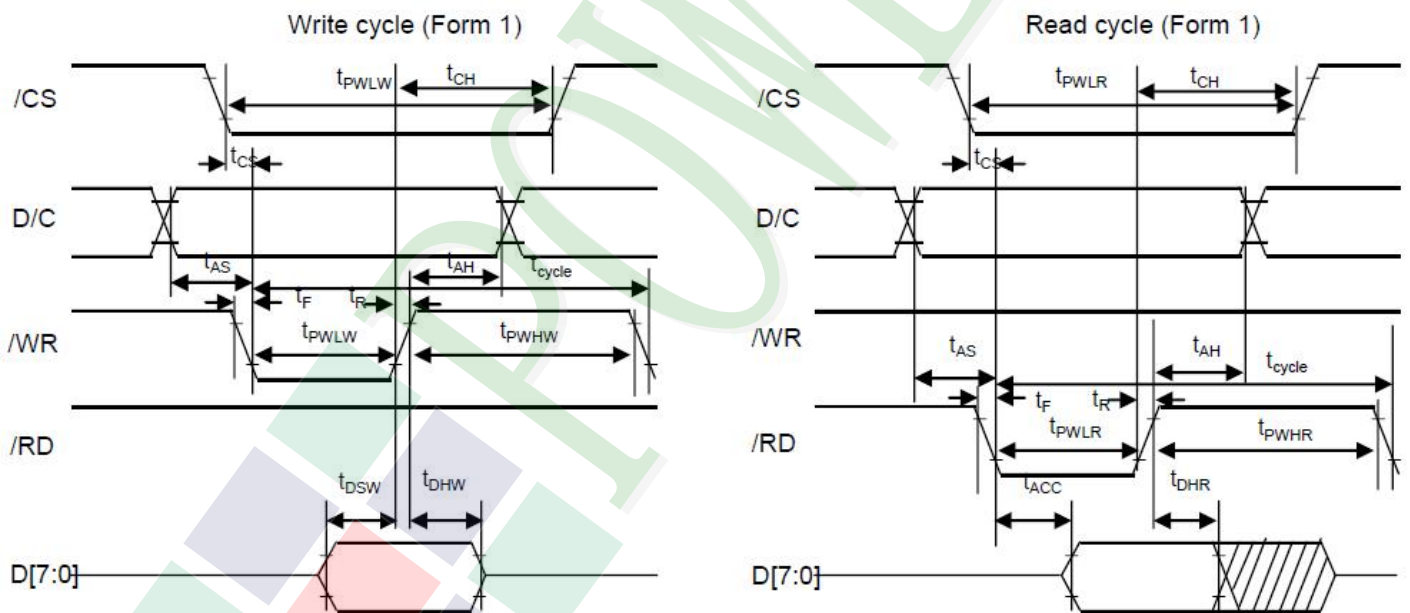 Write cycle (Form 1)
/CS
tPWLW
tCH
tCS
D/C
tAS
tAH
tcycle
tF
tR
/WR
tPWLW
tPWHW
/RD
tDSW
tDHW
D[7:0]
Read cycle (Form 1)
/CS
tPWLR
tCH
tCS
D/C
/WR
tAS
tAH
tcycle
tF
tR
/RD
tPWLR
tPWHR
tACC
tDHR
D[7:0]
POW